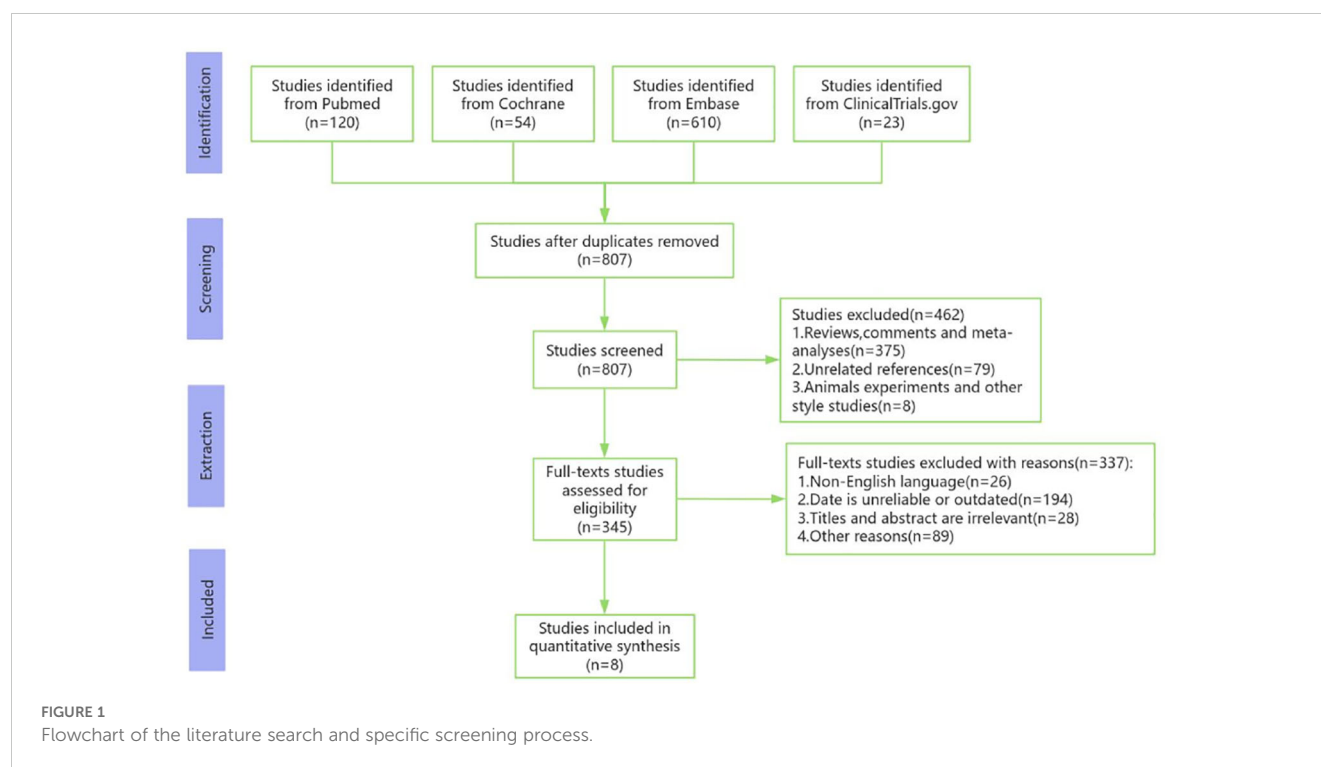 Identification
Studies identified
from Pubmed
(n=120)
Studies identified
from Cochrane
(n=54)
Studies identified
from Embase
(n=610)
Studies identified
from ClinicalTrials.gov
(n=23)
Screening
Studies after duplicates removed
(n=807)
Studies screened
(n=807)
Studies excluded(n=462)
1.Reviews,comments and meta-
analyses(n=375)
2.Unrelated references(n=79)
3.Animals experiments and other
style studies(n=8)
Extraction
Full-texts studies
assessed for
eligibility
(n=345)
Full-texts studies excluded with reasons(n=337):
1.Non-English language(n=26)
2.Date is unreliable or outdated(n=194)
3.Titles and abstract are irrelevant(n=28)
4.Other reasons(n=89)
Included
Studies included in
quantitative synthesis
(n=8)
FIGURE 1
Flowchart of the literature search and specific screening process.